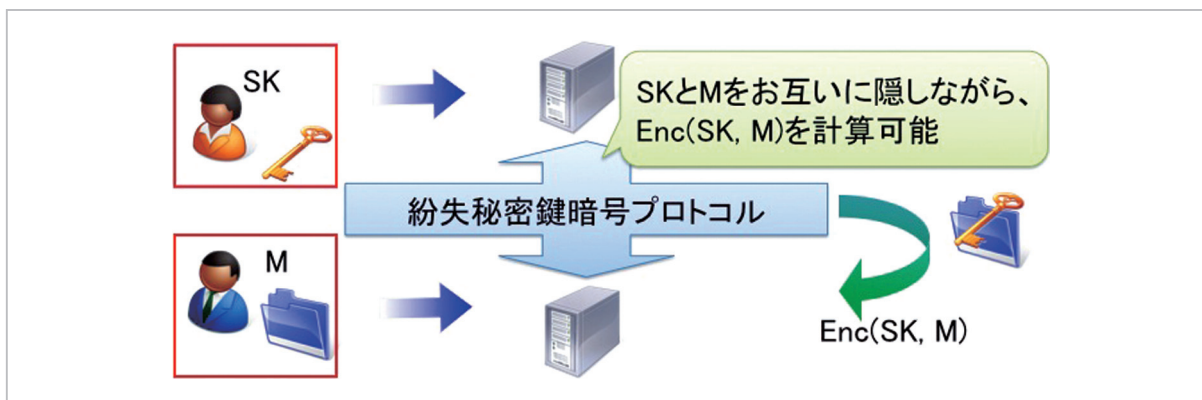 SK
SKとMをお互いに隠しながら、
Enc(SK, M)を計算可能
紛失秘密鍵暗号プロトコル
M
Enc(SK, M)